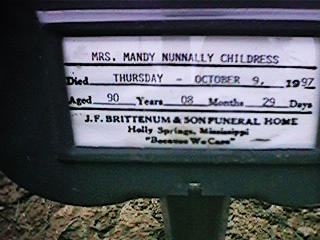 MRS. MANDY NUNNALLY CHILDRESS
Died THURSDAY - OCTOBER 9, 1997
Aged 90 Years 08 Months 29 Days
J.F. BRITTENUM & SON FUNERAL HOME
Holly Springs, Mississippi
"Because We Care"